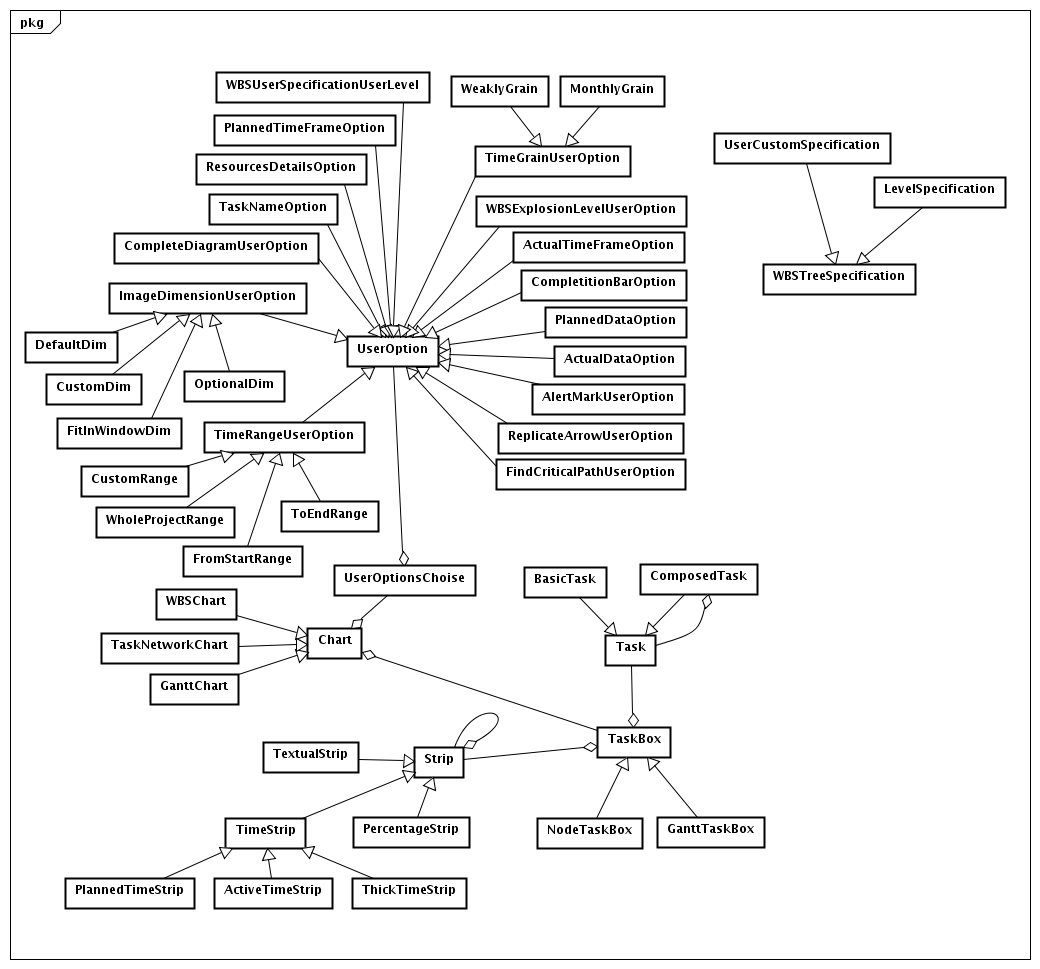 pkg
WBSUserSpecificationUserLevel
WeaklyGrain
MonthlyGrain
PlannedTimeFrameOption
TimeGrainUserOption
UserCustomSpecification
ResourcesDetailsOption
LevelSpecification
TaskNameOption
WBSExplosionLevelUserOption
CompleteDiagramUserOption
ActualTimeFrameOption
WBSTreeSpecification
CompletitionBarOption
ImageDimensionUserOption
PlannedDataOption
DefaultDim
UserOption
ActualDataOption
CustomDim
OptionalDim
AlertMarkUserOption
FitInWindowDim
TimeRangeUserOption
ReplicateArrowUserOption
CustomRange
FindCriticalPathUserOption
WholeProjectRange
ToEndRange
FromStartRange
UserOptionsChoise
BasicTask
ComposedTask
WBSChart
TaskNetworkChart
Chart
Task
GanttChart
TextualStrip
Strip
TaskBox
TimeStrip
PercentageStrip
NodeTaskBox
GanttTaskBox
PlannedTimeStrip
ActiveTimeStrip
ThickTimeStrip